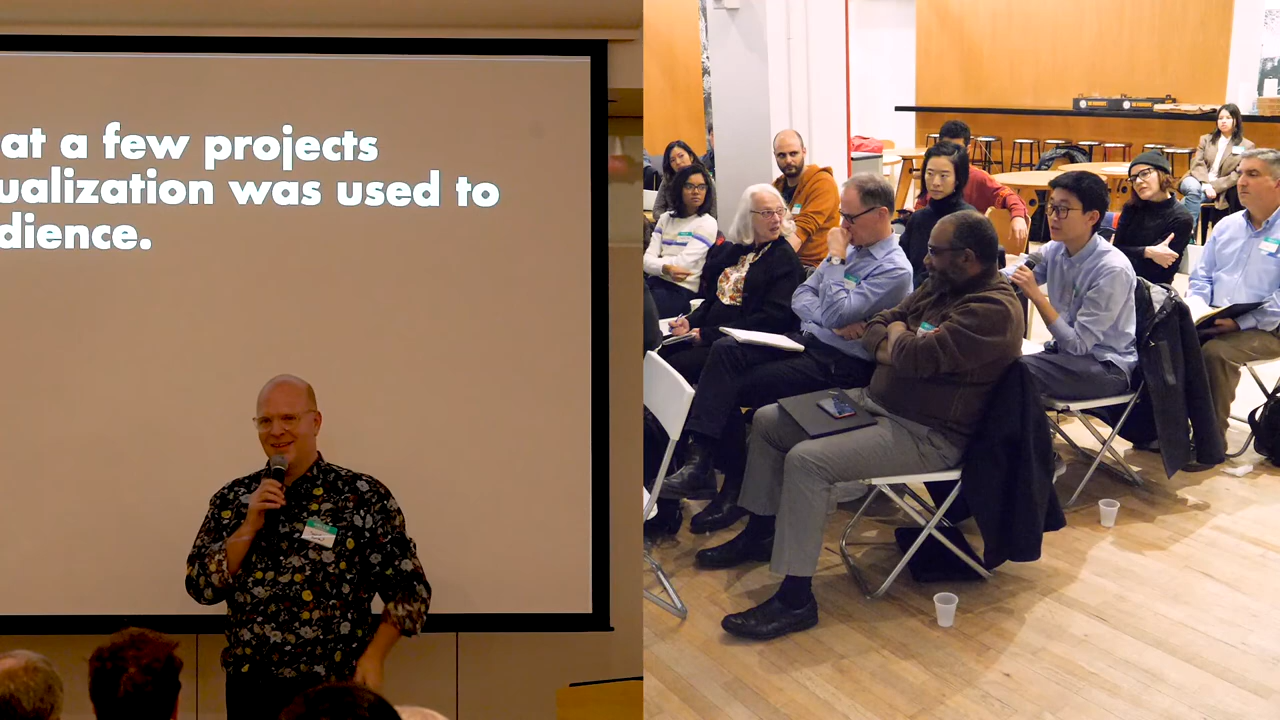 at a few projects
ualization was used to
dience.